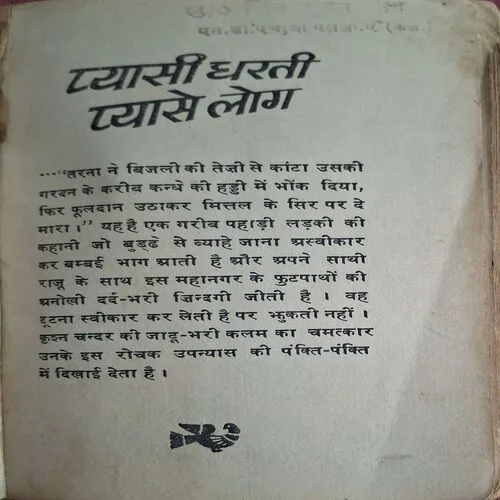 प्यासी धरती
प्यासे लोग
..."तरना ने बिजली की तेज़ी से कांटा उसकी
गरदन के करीब कन्धे की हड्डी में भोंक दिया,
फिर फूलदान उठाकर मित्तल के सिर पर दे
मारा।" यह है एक गरीब पहाड़ी लड़की की
कहानी जो बुड्ढे से ब्याहे जाना अस्वीकार
कर बम्बई भाग आती है और अपने साथी
राजू के साथ इस महानगर के फुटपाथों की
अनोखी दर्द-भरी ज़िन्दगी जीती है। वह
टूटना स्वीकार कर लेती है पर झुकती नहीं।
कृश्न चन्दर की जादू-भरी कलम का चमत्कार
उनके इस रोचक उपन्यास की पंक्ति-पंक्ति
में दिखाई देता है।